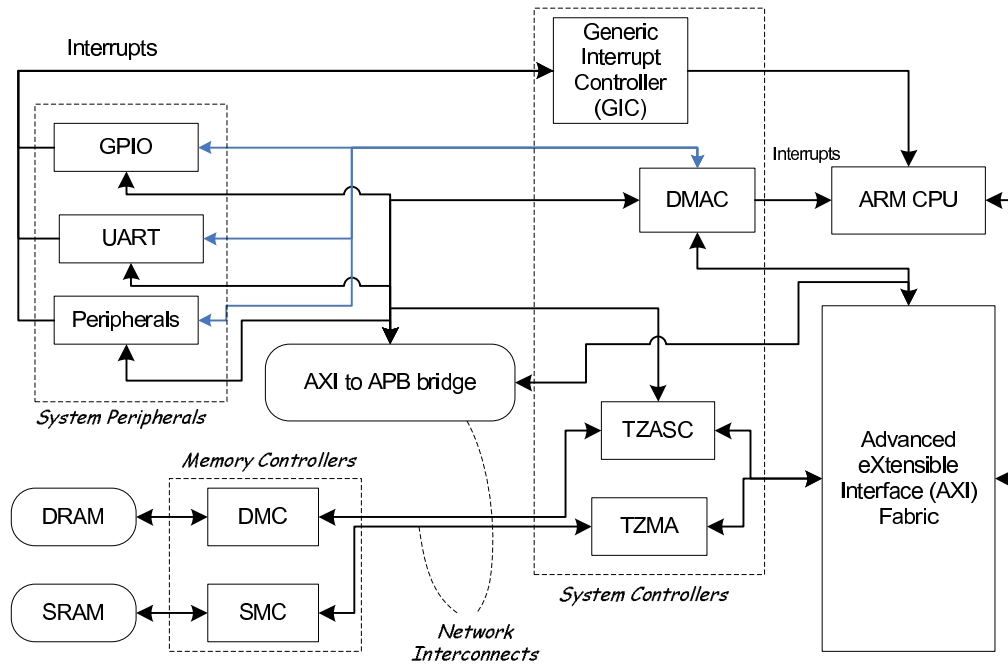 Interrupts
Generic
Interrupt
Controller
(GIC)
GPIO
Interrupts
DMAC
ARM CPU
UART
Peripherals
AXI to APB bridge
System Peripherals
TZASC
Advanced
eXtensible
Interface (AXI)
Fabric
Memory Controllers
DRAM
DMC
TZMA
SRAM
SMC
System Controllers
Network
Interconnects